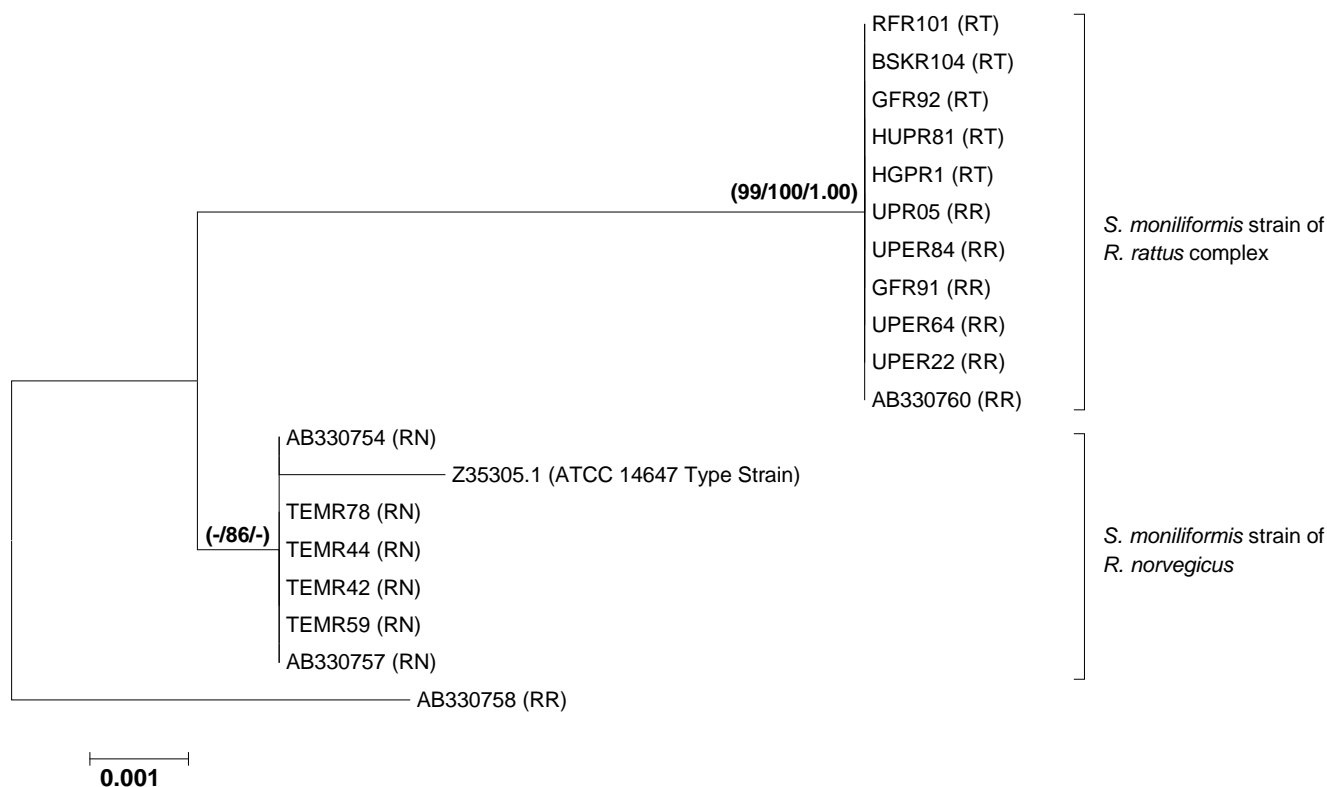 RFR101 (RT)
BSKR104 (RT)
GFR92 (RT)
HUPR81 (RT)
HGPR1 (RT)
(99/100/1.00)
UPR05 (RR)
UPER84 (RR)
GFR91 (RR)
UPER64 (RR)
UPER22 (RR)
AB330760 (RR)
S. moniliformis strain of
R. rattus complex
AB330754 (RN)
Z35305.1 (ATCC 14647 Type Strain)
TEMR78 (RN)
(-/86/-)
TEMR44 (RN)
TEMR42 (RN)
TEMR59 (RN)
AB330757 (RN)
S. moniliformis strain of
R. norvegicus
AB330758 (RR)
0.001